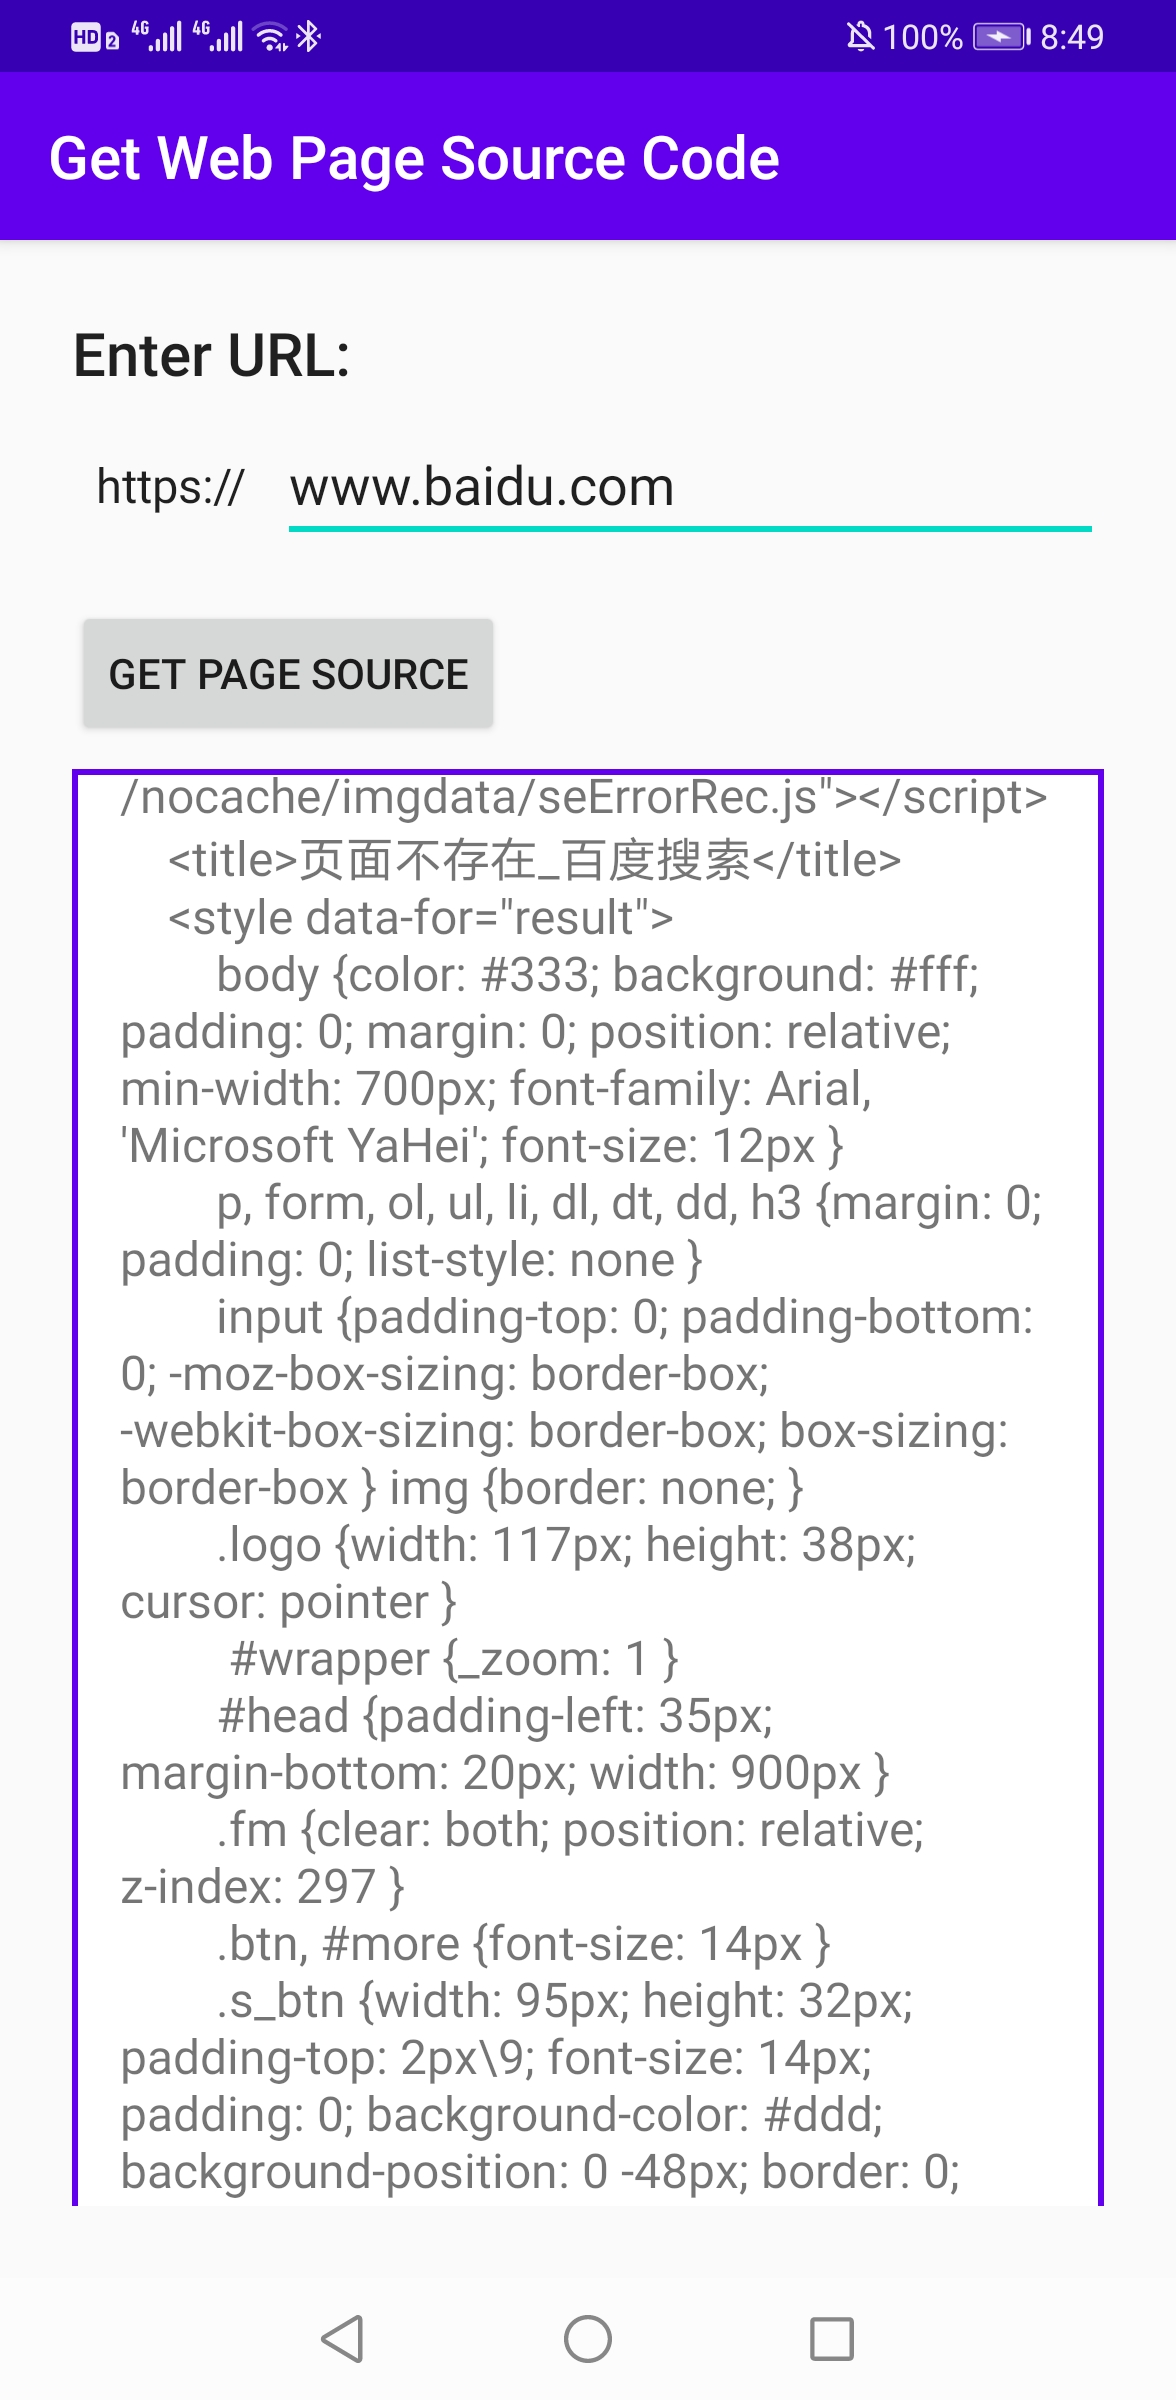 HD 2 4G 4G 100% 8:49
Get Web Page Source Code
Enter URL:
https:// www.baidu.com
GET PAGE SOURCE
/nocache/imgdata/seErrorRec.js"></script>
<title>页面不存在_百度搜索</title>
<style data-for="result">
body {color: #333; background: #fff;
padding: 0; margin: 0; position: relative;
min-width: 700px; font-family: Arial,
'Microsoft YaHei'; font-size: 12px }
p, form, ol, ul, li, dl, dt, dd, h3 {margin: 0;
padding: 0; list-style: none }
input {padding-top: 0; padding-bottom:
0; -moz-box-sizing: border-box;
-webkit-box-sizing: border-box; box-sizing:
border-box } img {border: none; }
.logo {width: 117px; height: 38px;
cursor: pointer }
#wrapper {_zoom: 1 }
#head {padding-left: 35px;
margin-bottom: 20px; width: 900px }
.fm {clear: both; position: relative;
z-index: 297 }
.btn, #more {font-size: 14px }
.s_btn {width: 95px; height: 32px;
padding-top: 2px\9; font-size: 14px;
padding: 0; background-color: #ddd;
background-position: 0 -48px; border: 0;